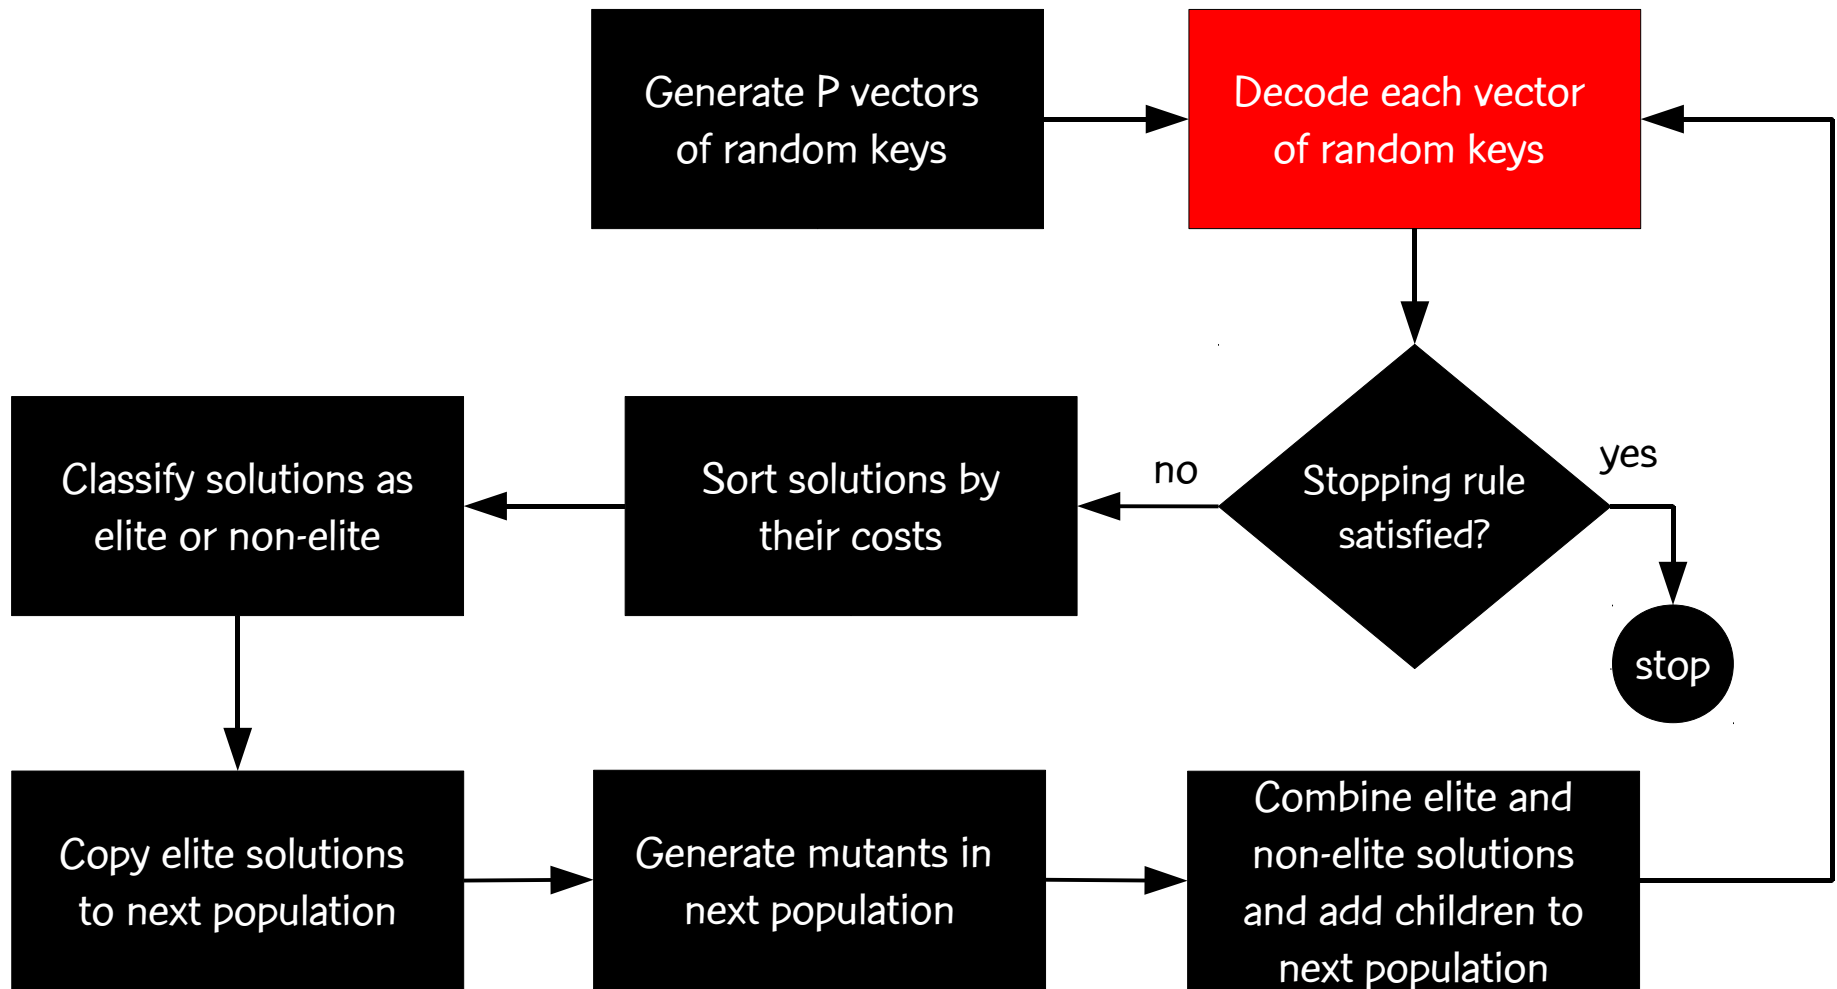 Generate P vectors
of random keys
Decode each vector
of random keys
Classify solutions as
elite or non-elite
Sort solutions by
their costs
no
Stopping rule
satisfied?
yes
stop
Copy elite solutions
to next population
Generate mutants in
next population
Combine elite and
non-elite solutions
and add children to
next population